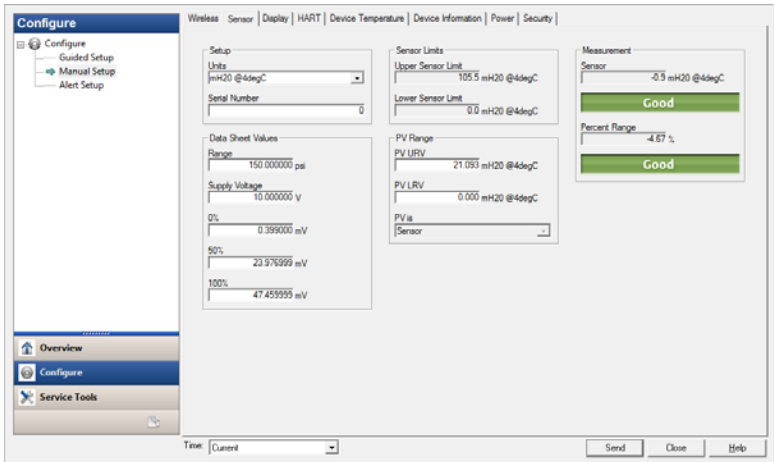 Configure
Configure
Guided Setup
Manual Setup
Alert Setup
Overview
Configure
Service Tools
Wireless Sensor Display HART Device Temperature Device Information Power Security
Setup
Units
mH20 @4degC
Serial Number
0
Data Sheet Values
Range
150.000000 psi
Supply Voltage
10.000000 V
0%
0.399000 mV
50%
23.976999 mV
100%
47.459999 mV
Sensor Limits
Upper Sensor Limit
105.5 mH20 @4degC
Lower Sensor Limit
0.0 mH20 @4degC
PV Range
PV URV
21.093 mH20 @4degC
PV LRV
0.000 mH20 @4degC
PV is
Sensor
Measurement
Sensor
-0.9 mH20 @4degC
Good
Percent Range
-4.67 %
Good
Time: Current
Send Close Help